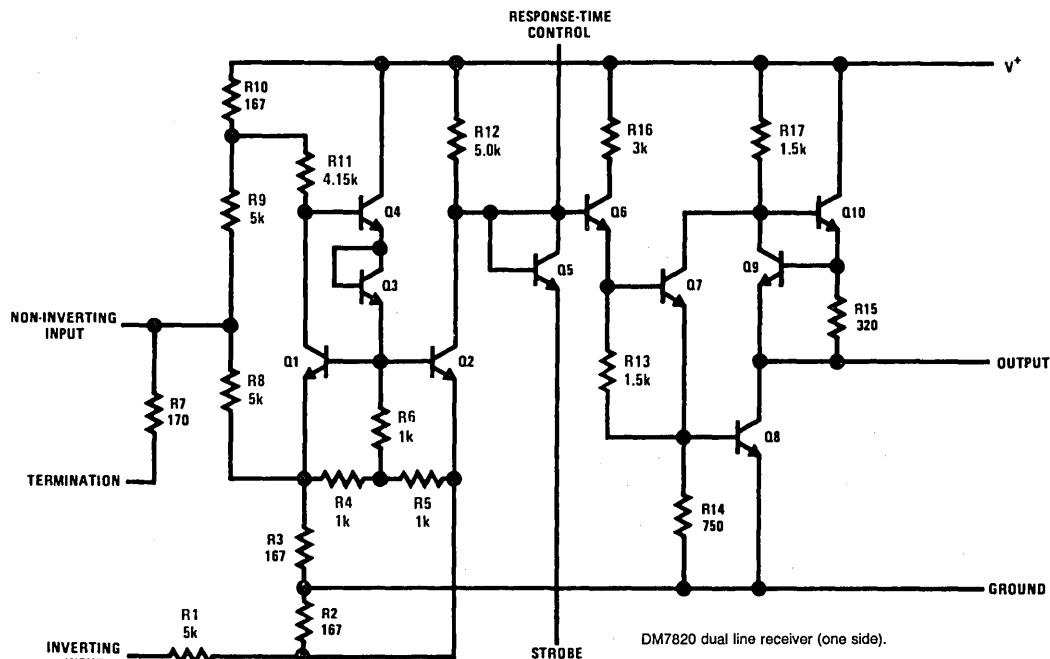 RESPONSE-TIME
CONTROL
V+
R10
167
R11
4.15k
R12
5.0k
R16
3k
R17
1.5k
R9
5k
Q4
Q6
Q10
Q3
Q5
Q7
Q9
R15
320
NON-INVERTING
INPUT
Q1
Q2
R13
1.5k
OUTPUT
R8
5k
R7
170
R6
1k
Q8
TERMINATION
R4
1k
R5
1k
R14
750
R3
167
GROUND
R1
5k
R2
167
INVERTING
STROBE
DM7820 dual line receiver (one side).